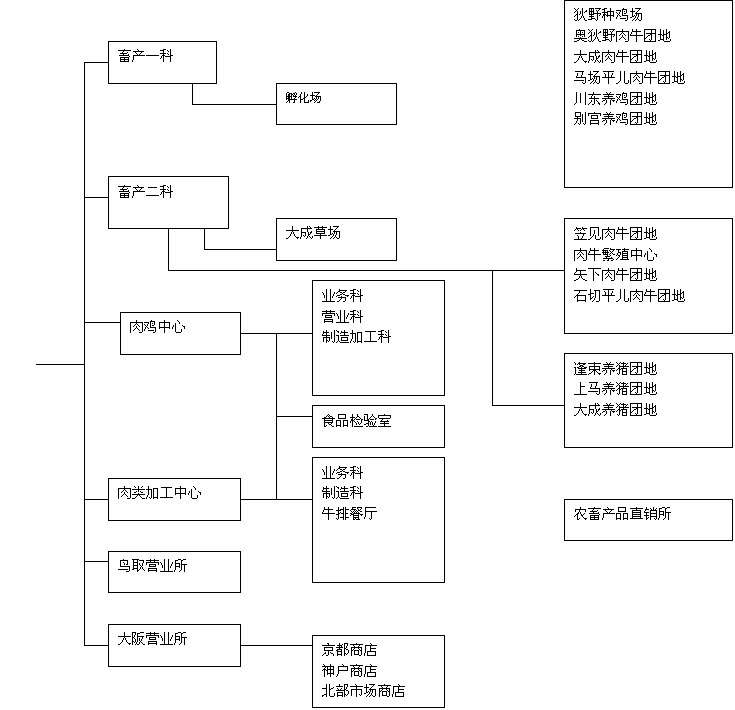 畜产一科
孵化场
狄野种鸡场
奥狄野肉牛团地
大成肉牛团地
马场平儿肉牛团地
川东养鸡团地
别宫养鸡团地
畜产二科
大成草场
笠见肉牛团地
肉牛繁殖中心
矢下肉牛团地
石切平儿肉牛团地
肉鸡中心
业务科
营业科
制造加工科
逢束养猪团地
上马养猪团地
大成养猪团地
食品检验室
肉类加工中心
业务科
制造科
牛排餐厅
农畜产品直销所
鸟取营业所
大阪营业所
京都商店
神户商店
北部市场商店